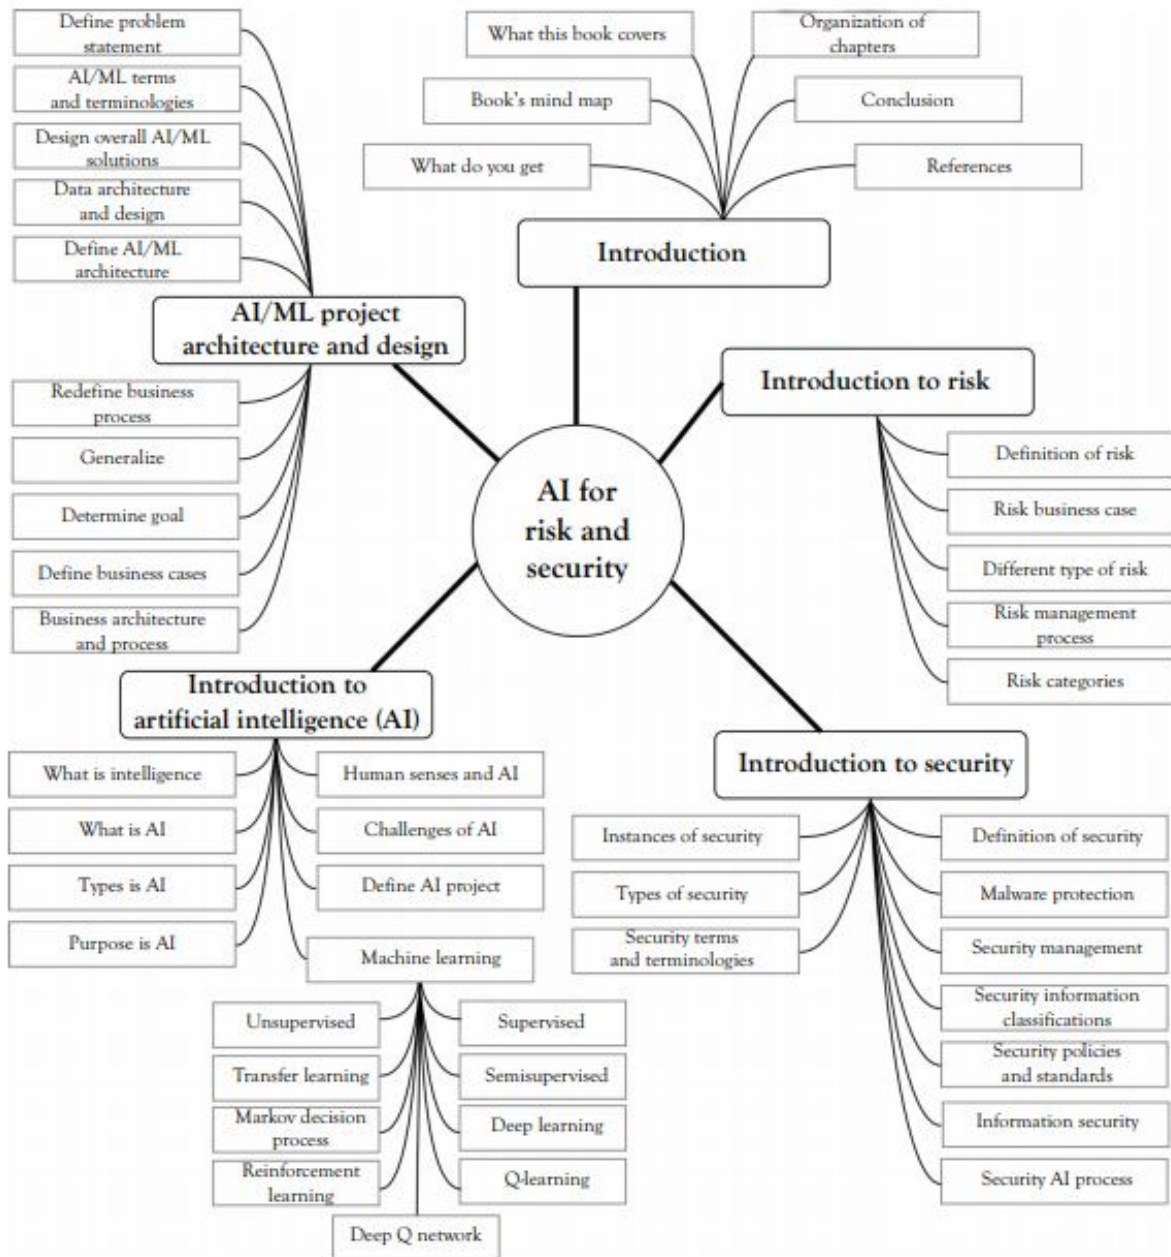 Define problem
statement
AI/ML terms
and terminologies
Design overall AI/ML
solutions
Data architecture
and design
Define AI/ML
architecture
AI/ML project
architecture and design
Redefine business
process
Generalize
Determine goal
Define business cases
Business architecture
and process
What this book covers
Organization of
chapters
Book's mind map
Conclusion
What do you get
References
Introduction
Introduction to risk
Definition of risk
Risk business case
Different type of risk
Risk management
process
Risk categories
AI for
risk and
security
Introduction to
artificial intelligence (AI)
What is intelligence
Human senses and AI
What is AI
Challenges of AI
Types is AI
Define AI project
Purpose is AI
Machine learning
Unsupervised
Supervised
Transfer learning
Semisupervised
Markov decision
process
Deep learning
Reinforcement
learning
Q-learning
Deep Q network
Introduction to security
Instances of security
Definition of security
Types of security
Malware protection
Security terms
and terminologies
Security management
Security information
classifications
Security policies
and standards
Information security
Security AI process